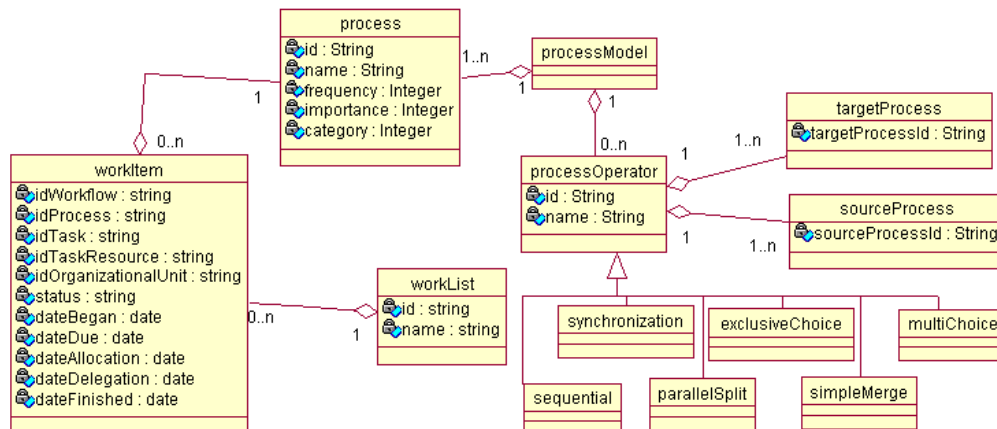 process
id : String
name : String
frequency : Integer
importance : Integer
category : Integer
1..n
1
processModel
1
0..n
1
0..n
workItem
idWorkflow : string
idProcess : string
idTask : string
idTaskResource : string
idOrganizationalUnit : string
status : string
dateBegan : date
dateDue : date
dateAllocation : date
dateDelegation : date
dateFinished : date
0..n
1
workList
id : string
name : string
processOperator
id : String
name : String
1
1..n
targetProcess
targetProcessId : String
1
1..n
sourceProcess
sourceProcessId : String
synchronization
exclusiveChoice
multiChoice
sequential
parallelSplit
simpleMerge